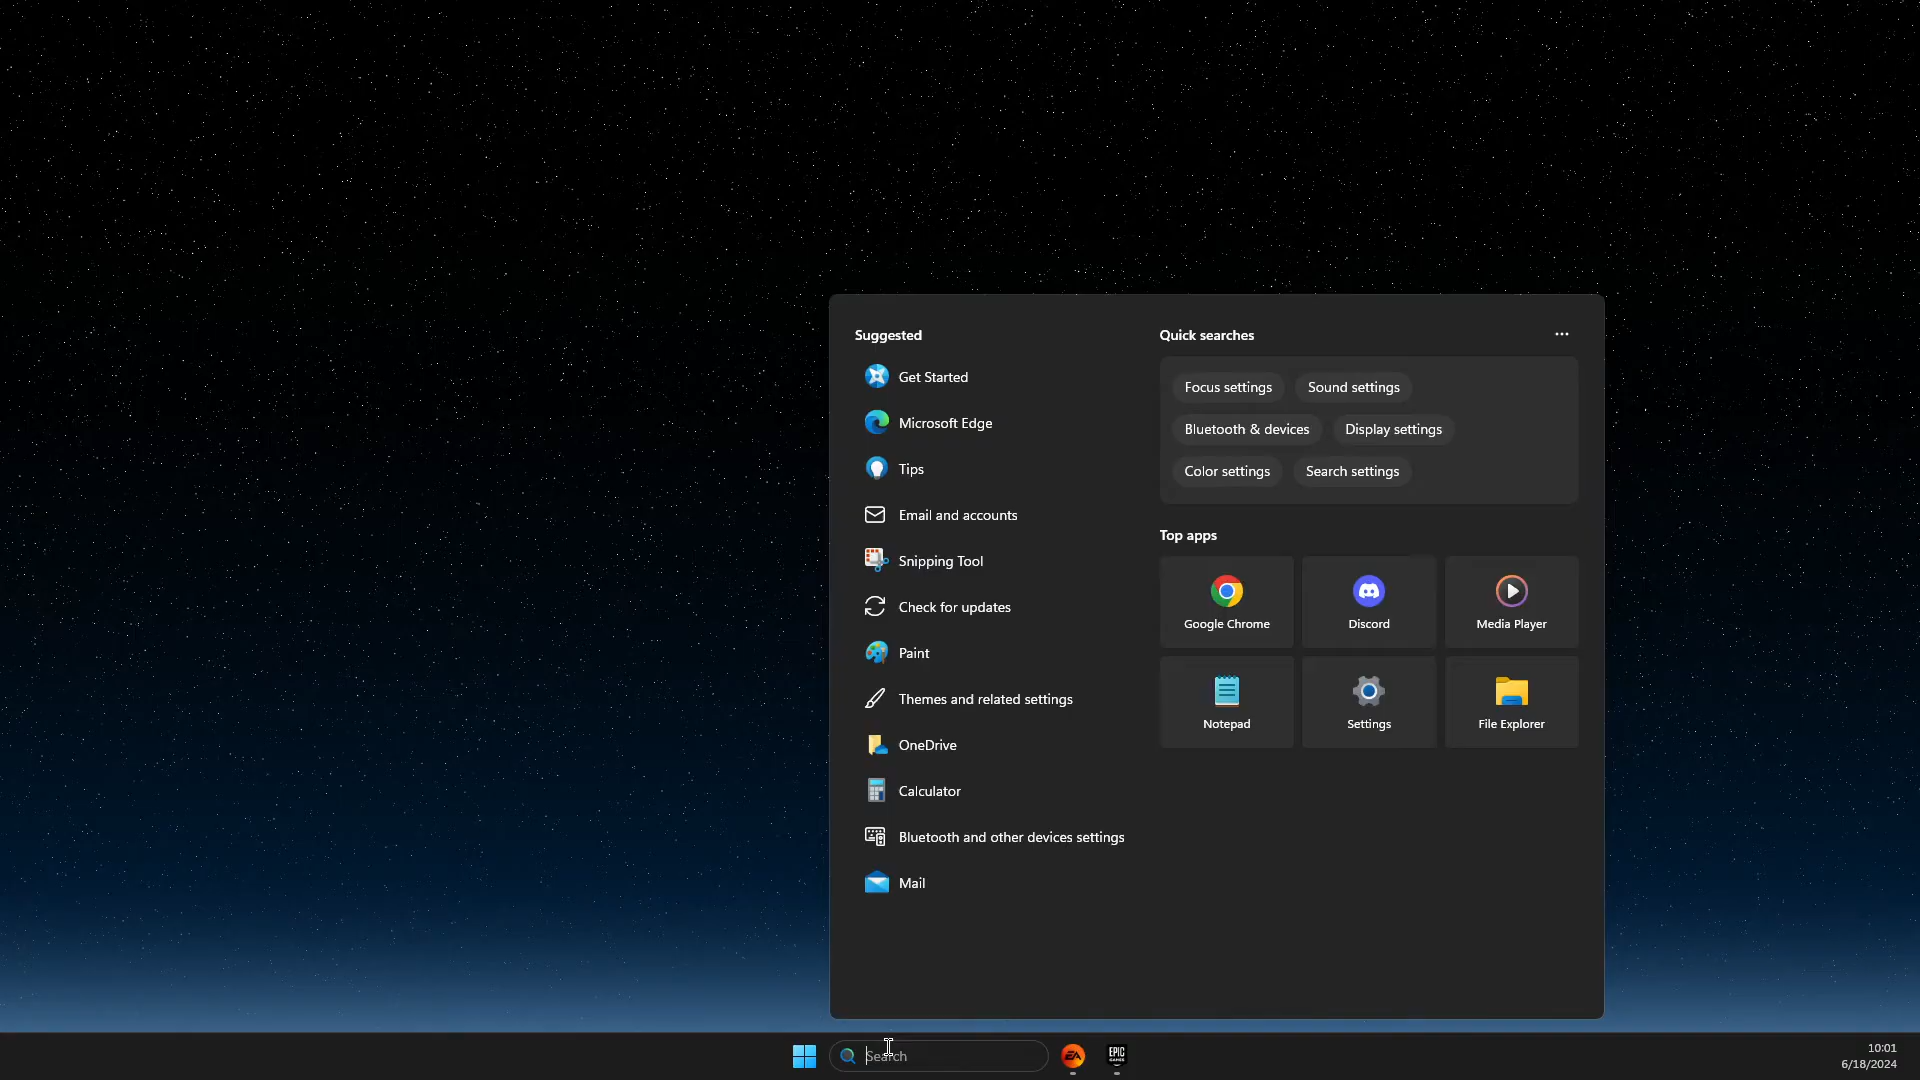 Suggested
Get Started
Microsoft Edge
Tips
Email and accounts
Snipping Tool
Check for updates
Paint
Themes and related settings
OneDrive
Calculator
Bluetooth and other devices settings
Mail
Quick searches
Focus settings
Sound settings
Bluetooth & devices
Display settings
Color settings
Search settings
Top apps
Google Chrome
Discord
Media Player
Notepad
Settings
File Explorer
Search
EA
EPIC
GAMES
10:01
6/18/2024